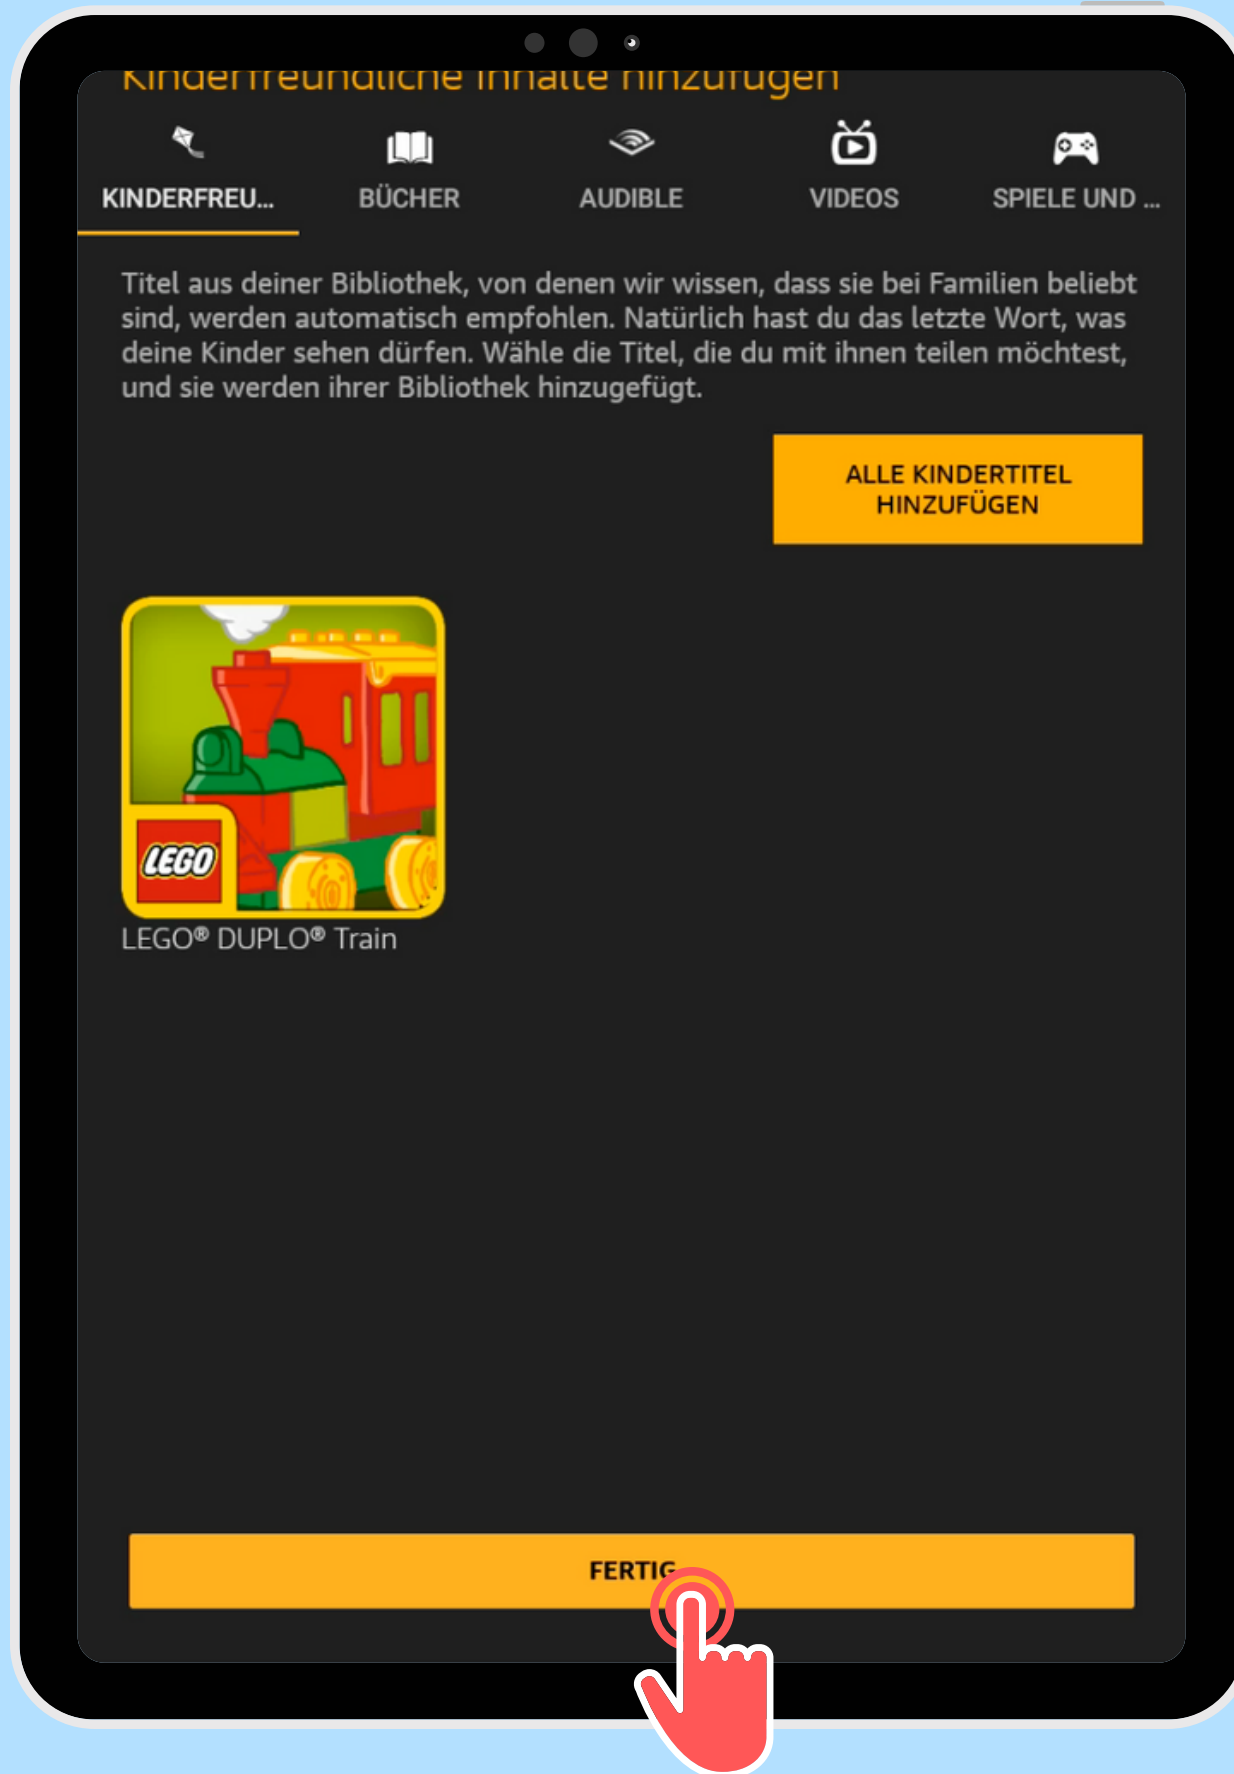 Kinderfreundliche Inhalte hinzufügen
KINDERFREU...
BÜCHER
AUDIBLE
VIDEOS
SPIELE UND ...
Titel aus deiner Bibliothek, von denen wir wissen, dass sie bei Familien beliebt
sind, werden automatisch empfohlen. Natürlich hast du das letzte Wort, was
deine Kinder sehen dürfen. Wähle die Titel, die du mit ihnen teilen möchtest,
und sie werden ihrer Bibliothek hinzugefügt.
ALLE KINDERTITEL
HINZUFÜGEN
LEGO
LEGO® DUPLO® Train
FERTIG